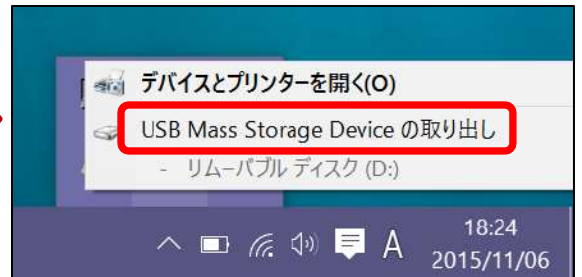 デバイスとプリンターを開く(O)
USB Mass Storage Device の取り出し
- リムーバブル ディスク (D:)
A
18:24
2015/11/06